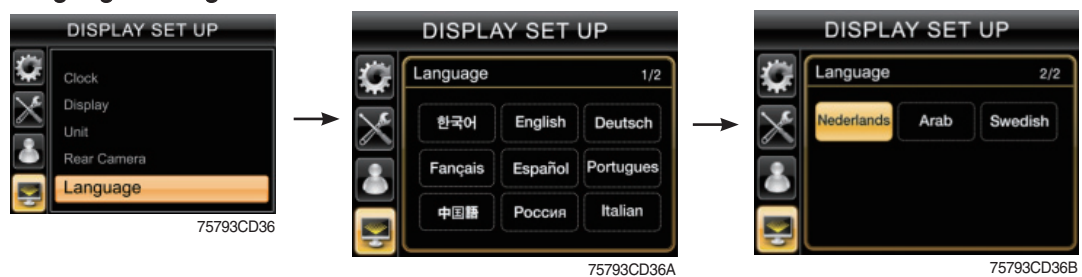 DISPLAY SET UP
Clock
Display
Unit
Rear Camera
Language
75793CD36
DISPLAY SET UP
Language 1/2
한국어 English Deutsch
Fançais Español Portugues
中国語 Россия Italian
75793CD36A
DISPLAY SET UP
Language 2/2
Nederlands Arab Swedish
75793CD36B